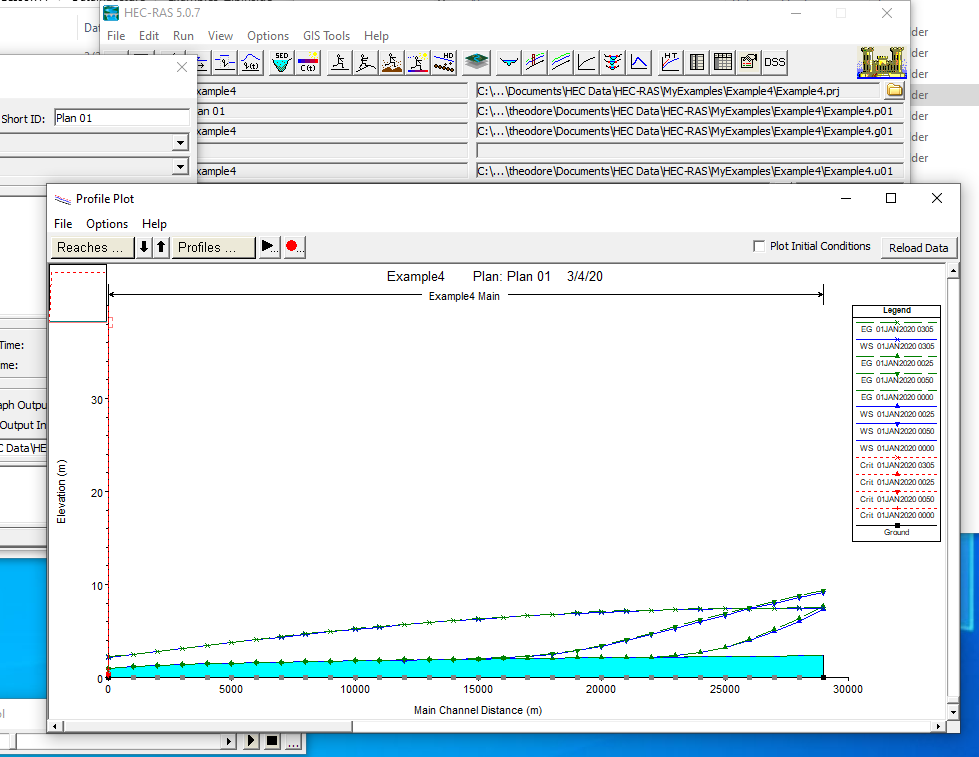 HEC-RAS 5.0.7
der
File Edit Run View Options GIS Tools Help
der
SED
C(t)
HD
H,T
DSS
der
xample4 C:\...\Documents\HEC Data\HEC-RAS\MyExamples\Example4\Example4.prj
der
Short ID: Plan 01
an 01 C:\...\theodore\Documents\HEC Data\HEC-RAS\MyExamples\Example4\Example4.p01
der
xample4 C:\...\theodore\Documents\HEC Data\HEC-RAS\MyExamples\Example4\Example4.g01
der
der
xample4 C:\...\theodore\Documents\HEC Data\HEC-RAS\MyExamples\Example4\Example4.u01
Profile Plot
File Options Help
Reaches ... Profiles ... Plot Initial Conditions Reload Data
Example4 Plan: Plan 01 3/4/20
Example4 Main
Legend
EG 01JAN2020 0305
WS 01JAN2020 0305
EG 01JAN2020 0025
EG 01JAN2020 0050
EG 01JAN2020 0000
WS 01JAN2020 0025
WS 01JAN2020 0050
WS 01JAN2020 0000
Crit 01JAN2020 0305
Crit 01JAN2020 0025
Crit 01JAN2020 0050
Crit 01JAN2020 0000
Ground
Time:
me:
aph Outpu
Output In
C Data\HE
30
20
10
0
Elevation (m)
0 5000 10000 15000 20000 25000 30000
Main Channel Distance (m)
ol